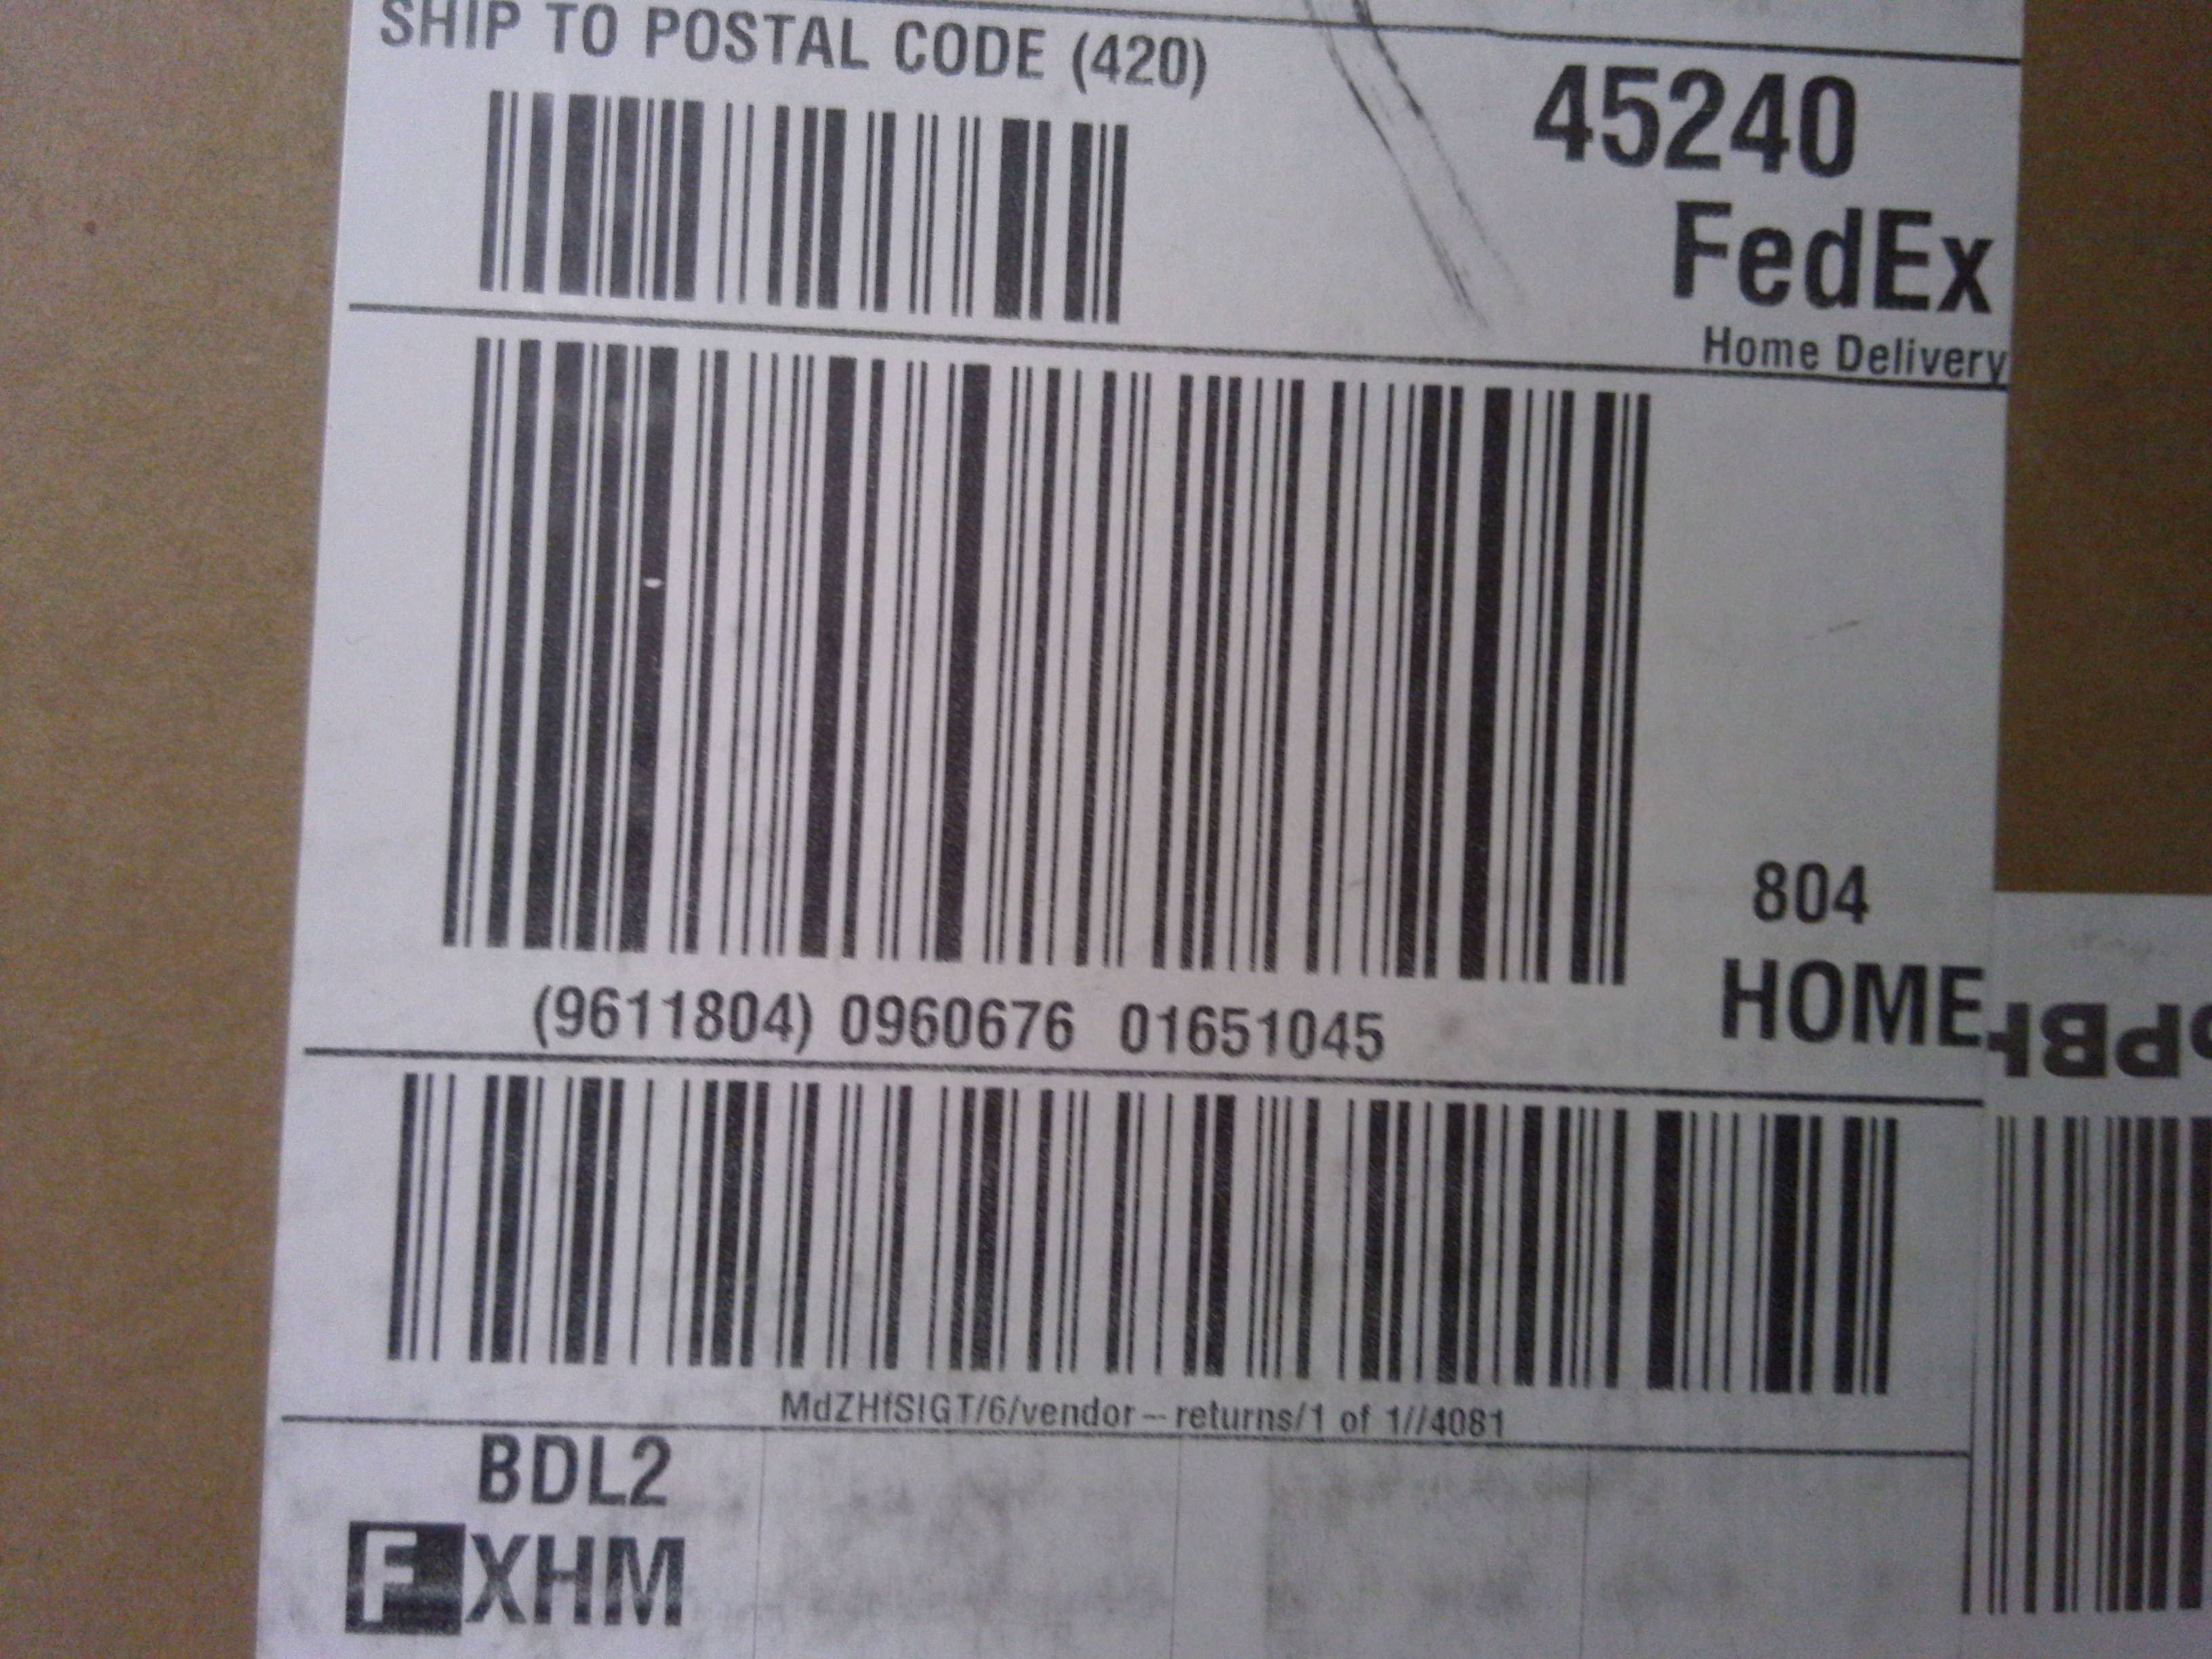 SHIP TO POSTAL CODE (420)
45240
FedEx
Home Delivery
804
HOME
(9611804) 0960676 01651045
MdZHfSIGT/6/vendor–returns/1 of 1//4081
BDL2
FXHM